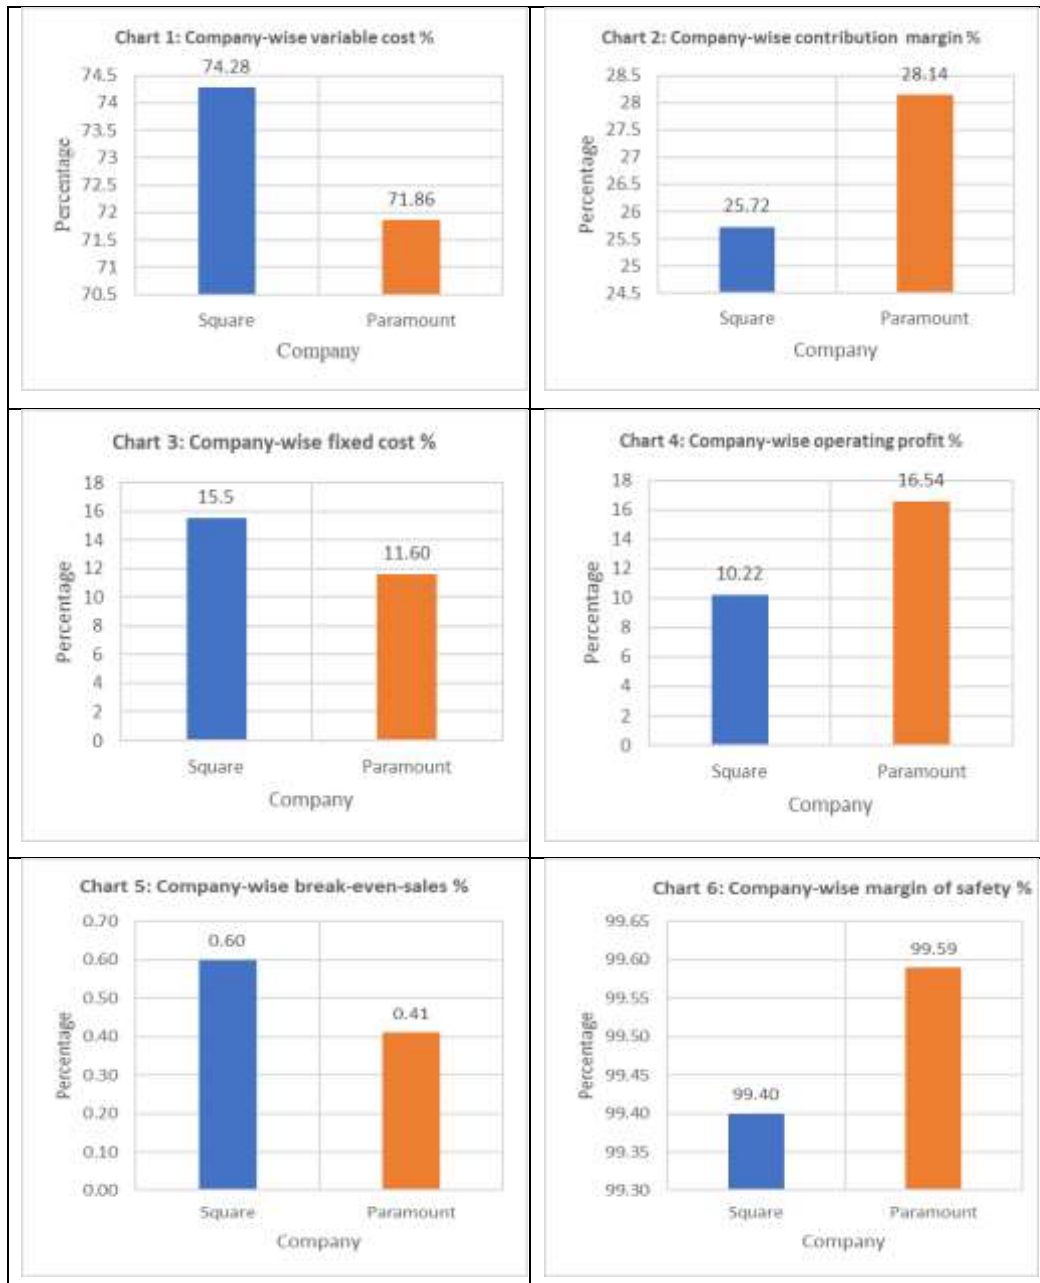 Chart 1: Company-wise variable cost %
74.28
74.5
74
73.5
73
72.5
71.86
72
71.5
71
70.5
Percentage
Square Paramount
Company
Chart 2: Company-wise contribution margin %
28.14
28.5
28
27.5
27
26.5
25.72
26
25.5
25
24.5
Percentage
Square Paramount
Company
Chart 3: Company-wise fixed cost %
18
15.5
16
14
11.60
12
10
8
6
4
2
0
Percentage
Square Paramount
Company
Chart 4: Company-wise operating profit %
16.54
18
16
14
10.22
12
10
8
6
4
2
0
Percentage
Square Paramount
Company
Chart 5: Company-wise break-even-sales %
0.70
0.60
0.60
0.50
0.41
0.40
0.30
0.20
0.10
0.00
Percentage
Square Paramount
Company
Chart 6: Company-wise margin of safety %
99.65
99.59
99.60
99.55
99.50
99.45
99.40
99.40
99.35
99.30
Percentage
Square Paramount
Company